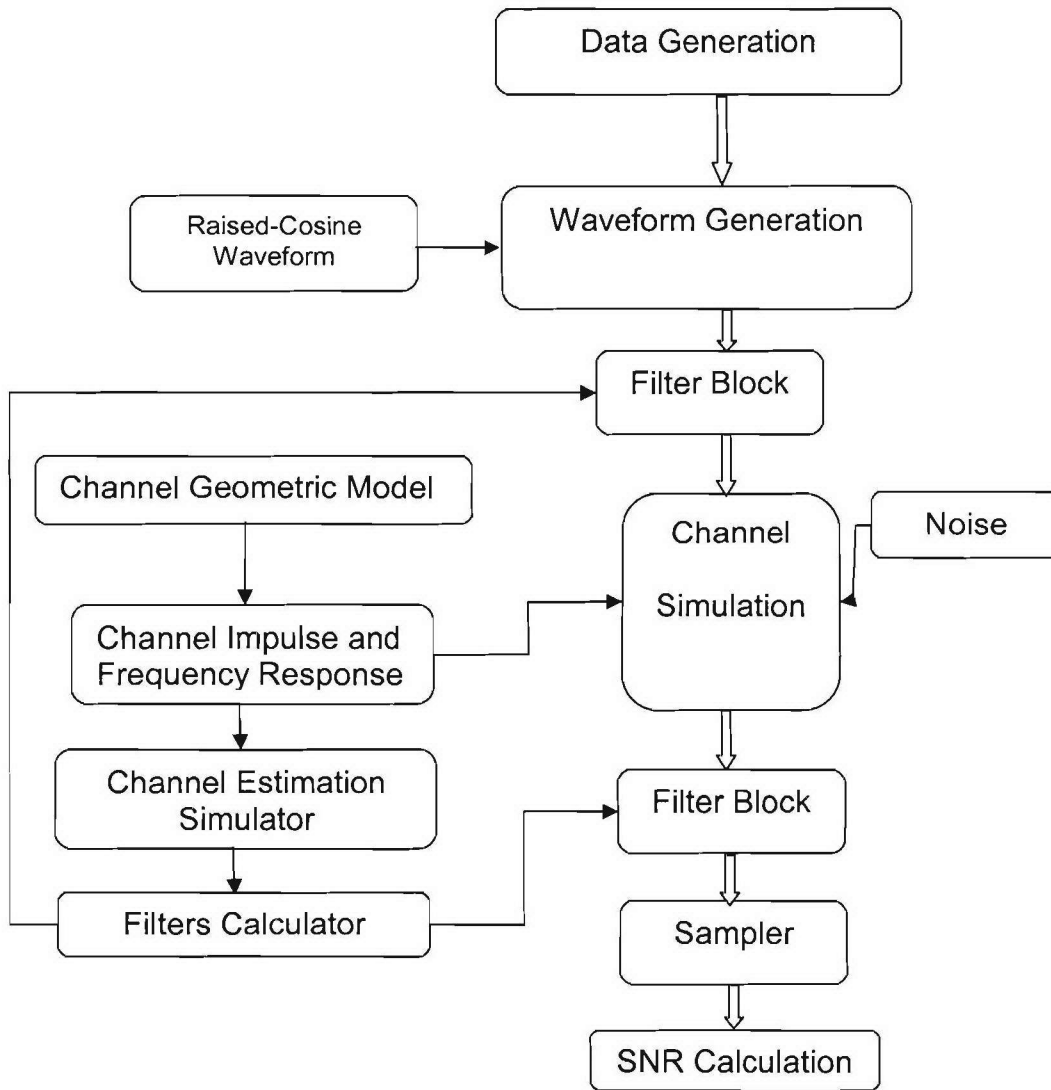 Data Generation
Raised-Cosine
Waveform
Waveform Generation
Filter Block
Channel Geometric Model
Channel
Simulation
Noise
Channel Impulse and
Frequency Response
Channel Estimation
Simulator
Filter Block
Filters Calculator
Sampler
SNR Calculation